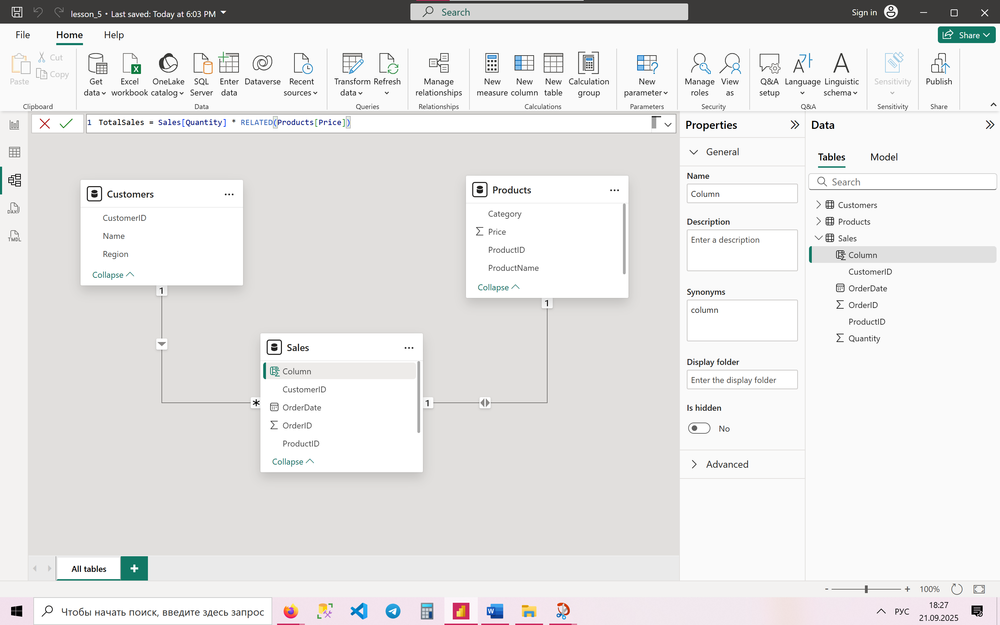 lesson_5 • Last saved: Today at 6:03 PM
Search
Sign in
File
Home
Help
Share
Paste
Cut
Copy
Clipboard
Get data
Excel workbook
OneLake catalog
SQL Server
Enter data
Dataverse
Recent sources
Data
Transform data
Refresh
Queries
Manage relationships
Relationships
New measure
New column
New table
Calculation group
Calculations
New parameter
Parameters
Manage roles
View as
Security
Q&A setup
Language
Linguistic schema
Q&A
Sensitivity
Sensitivity
Publish
Share
1 TotalSales = Sales[Quantity] * RELATED(Products[Price])
DAX
TMDL
Customers
CustomerID
Name
Region
Collapse
1
Products
Category
Price
ProductID
ProductName
Collapse
1
Sales
Column
CustomerID
OrderDate
OrderID
ProductID
Collapse
*
1
Properties
General
Name
Column
Description
Enter a description
Synonyms
column
Display folder
Enter the display folder
Is hidden
No
Advanced
Data
Tables
Model
Search
Customers
Products
Sales
Column
CustomerID
OrderDate
OrderID
ProductID
Quantity
All tables
+
- + 100%
Чтобы начать поиск, введите здесь запрос
РУС
18:27
21.09.2025